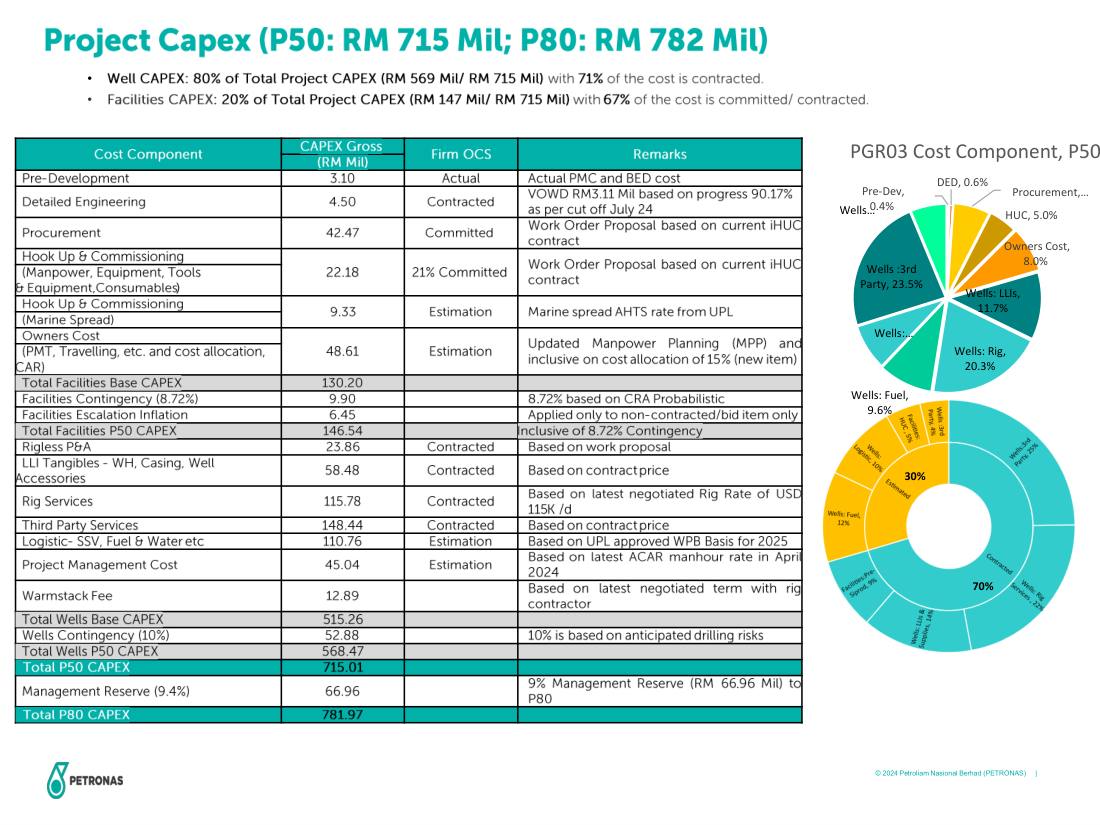 Project Capex (P50: RM 715 Mil; P80: RM 782 Mil)
• Well CAPEX: 80% of Total Project CAPEX (RM 569 Mil/ RM 715 Mil) with 71% of the cost is contracted.
• Facilities CAPEX: 20% of Total Project CAPEX (RM 147 Mil/ RM 715 Mil) with 67% of the cost is committed/ contracted.
Cost Component CAPEX Gross (RM Mil) Firm OCS Remarks
Pre-Development 3.10 Actual Actual PMC and BED cost
Detailed Engineering 4.50 Contracted VOWD RM3.11 Mil based on progress 90.17%
as per cut off July 24
Procurement 42.47 Committed Work Order Proposal based on current iHUC
contract
Hook Up & Commissioning
(Manpower, Equipment, Tools
& Equipment,Consumables) 22.18 21% Committed Work Order Proposal based on current iHUC
contract
Hook Up & Commissioning
(Marine Spread) 9.33 Estimation Marine spread AHTS rate from UPL
Owners Cost
(PMT, Travelling, etc. and cost allocation,
CAR) 48.61 Estimation Updated Manpower Planning (MPP) and
inclusive on cost allocation of 15% (new item)
Total Facilities Base CAPEX 130.20
Facilities Contingency (8.72%) 9.90 8.72% based on CRA Probabilistic
Facilities Escalation Inflation 6.45 Applied only to non-contracted/bid item only
Total Facilities P50 CAPEX 146.54 Inclusive of 8.72% Contingency
Rigless P&A 23.86 Contracted Based on work proposal
LLI Tangibles - WH, Casing, Well
Accessories 58.48 Contracted Based on contract price
Rig Services 115.78 Contracted Based on latest negotiated Rig Rate of USD
115K /d
Third Party Services 148.44 Contracted Based on contract price
Logistic- SSV, Fuel & Water etc 110.76 Estimation Based on UPL approved WPB Basis for 2025
Project Management Cost 45.04 Estimation Based on latest ACAR manhour rate in April
2024
Warmstack Fee 12.89 Based on latest negotiated term with rig
contractor
Total Wells Base CAPEX 515.26
Wells Contingency (10%) 52.88 10% is based on anticipated drilling risks
Total Wells P50 CAPEX 568.47
Total P50 CAPEX 715.01
Management Reserve (9.4%) 66.96 9% Management Reserve (RM 66.96 Mil) to
P80
Total P80 CAPEX 781.97
PGR03 Cost Component, P50
DED, 0.6%
Pre-Dev,
0.4%
Procurement,...
Wells...
HUC, 5.0%
Owners Cost,
8.0%
Wells :3rd
Party, 23.5%
Wells: LLIs,
11.7%
Wells:...
Wells: Rig,
20.3%
Wells: Fuel,
9.6%
Facilities:
HUC, 5%
Wells :3rd
Party, 4%
Wells:3rd
Party, 25%
Wells:
Logistic, 10%
30%
Estimated
Wells: Fuel,
12%
Contracted
70%
Facilities:Pre-
Siprod, 9%
Wells: LLIs &
Supplies, 14%
Wells: Rig
Services , 22%
PETRONAS
© 2024 Petroliam Nasional Berhad (PETRONAS) |